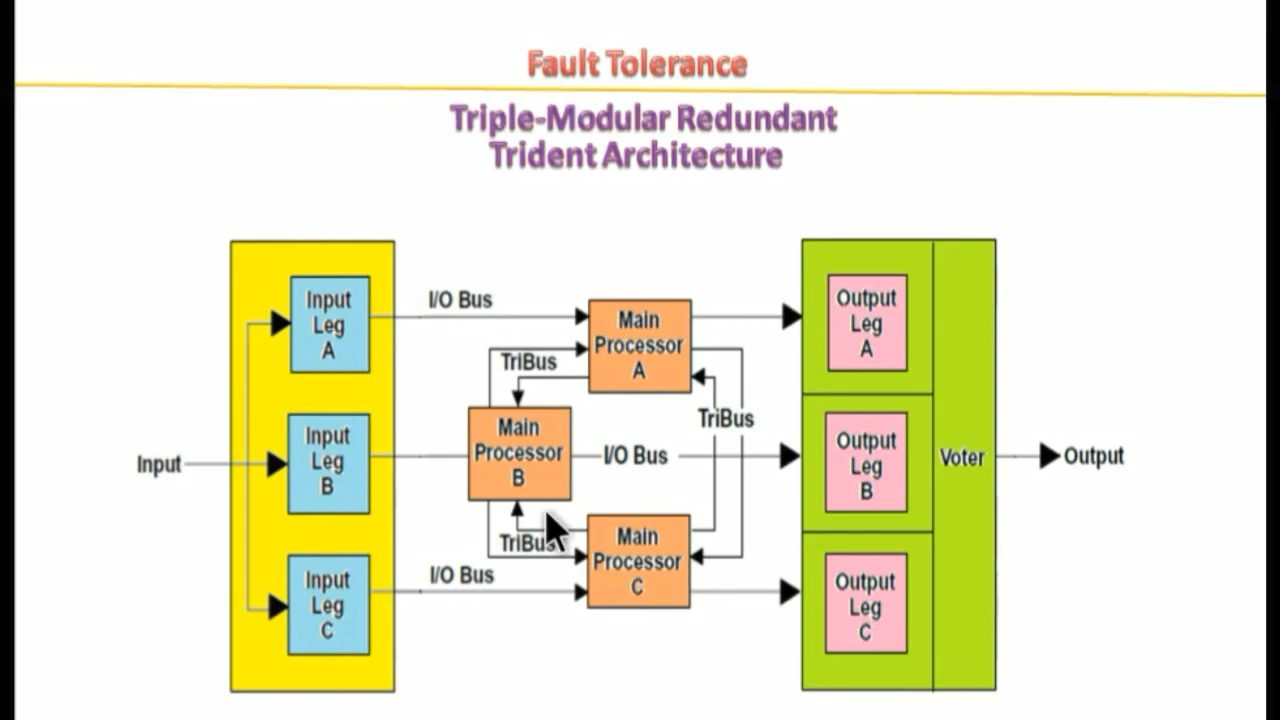 Fault Tolerance
Triple-Modular Redundant
Trident Architecture
Input
Input
Leg
A
Input
Leg
B
Input
Leg
C
I/O Bus
I/O Bus
Main
Processor
A
TriBus
Main
Processor
B
TriBus
I/O Bus
TriBus
Main
Processor
C
Output
Leg
A
Output
Leg
B
Output
Leg
C
Voter
Output